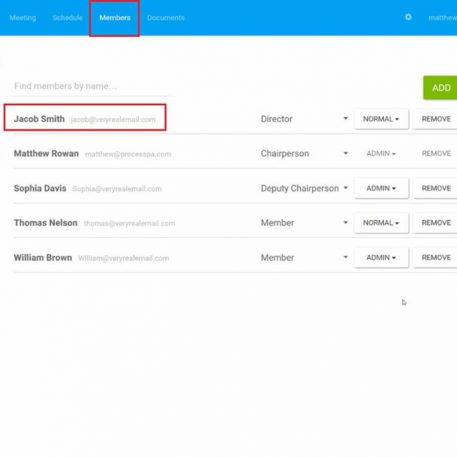 Meeting Schedule Members Documents matthew
Find members by name... ADD
Jacob Smith jacob@veryrealemail.com Director NORMAL REMOVE
Matthew Rowan matthew@processpa.com Chairperson ADMIN REMOVE
Sophia Davis Sophia@veryrealemail.com Deputy Chairperson ADMIN REMOVE
Thomas Nelson thomas@veryrealemail.com Member NORMAL REMOVE
William Brown William@veryrealemail.com Member ADMIN REMOVE